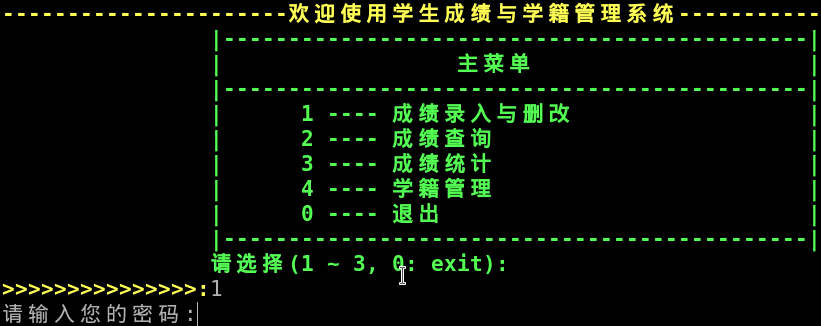 ----------------------欢迎使用学生成绩与学籍管理系统-----------
|---------------------------------------------|
| 主菜单 |
|---------------------------------------------|
| 1 ---- 成绩录入与删改 |
| 2 ---- 成绩查询 |
| 3 ---- 成绩统计 |
| 4 ---- 学籍管理 |
| 0 ---- 退出 |
|---------------------------------------------|
请选择(1 ~ 3, 0: exit):
>>>>>>>>>>>>>>>:1
请输入您的密码: